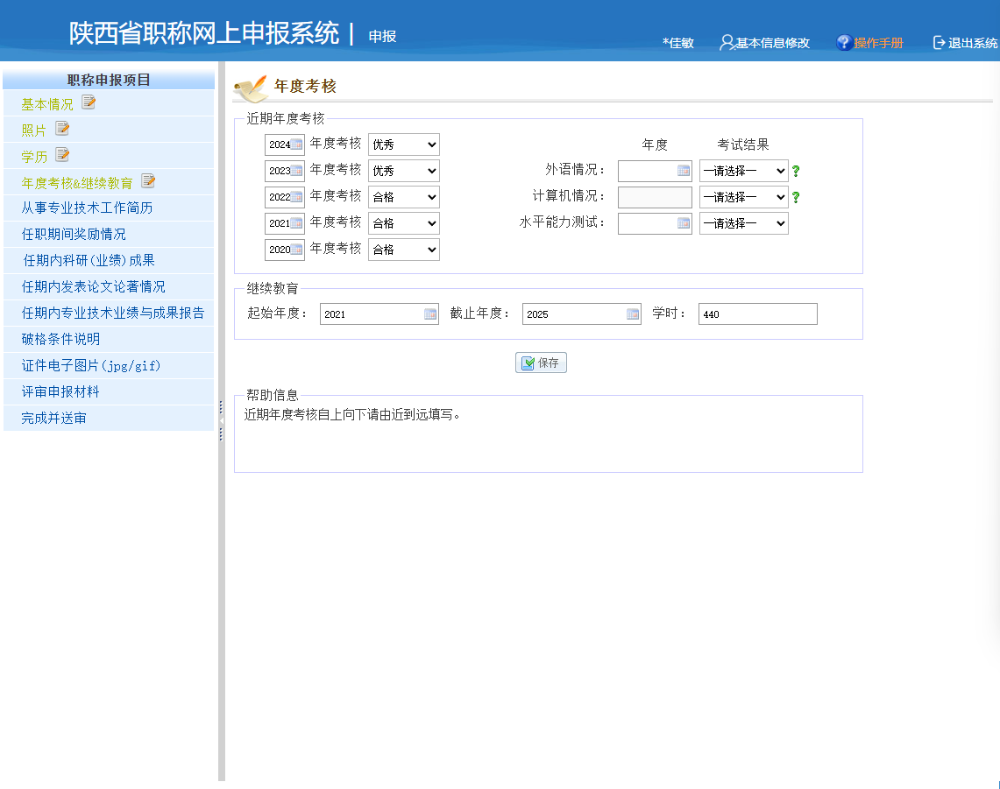 陕西省职称网上申报系统 | 申报
*佳敏 基本信息修改 操作手册 退出系统
职称申报项目
基本情况
照片
学历
年度考核&继续教育
从事专业技术工作简历
任职期间奖励情况
任期内科研(业绩)成果
任期内发表论文论著情况
任期内专业技术业绩与成果报告
破格条件说明
证件电子图片(jpg/gif)
评审申报材料
完成并送审
年度考核
近期年度考核
2024 年度考核 优秀
2023 年度考核 优秀
2022 年度考核 合格
2021 年度考核 合格
2020 年度考核 合格
年度 考试结果
外语情况： 一请选择一 ?
计算机情况： 一请选择一 ?
水平能力测试： 一请选择一
继续教育
起始年度： 2021 截止年度： 2025 学时： 440
保存
帮助信息
近期年度考核自上向下请由近到远填写。